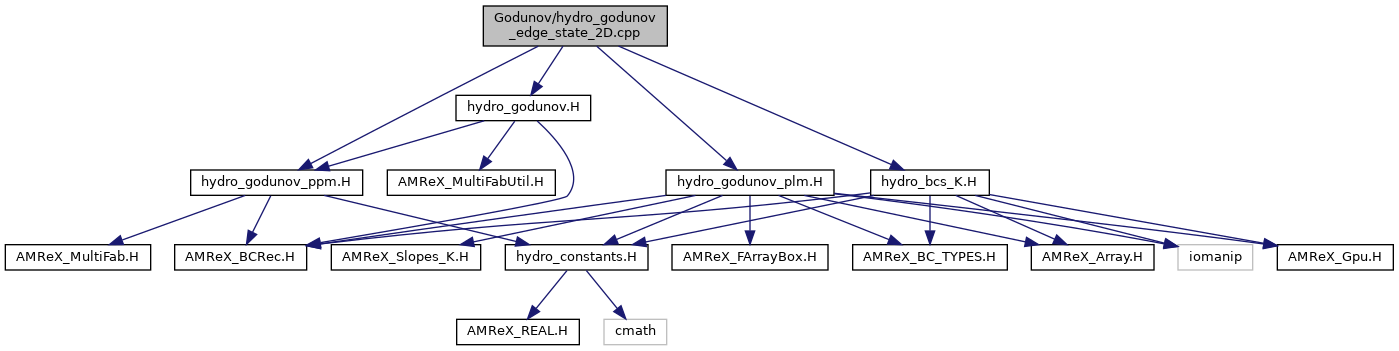 Godunov/hydro_godunov
_edge_state_2D.cpp
hydro_godunov.H
hydro_godunov_ppm.H
AMReX_MultiFabUtil.H
hydro_godunov_plm.H
hydro_bcs_K.H
AMReX_MultiFab.H
AMReX_BCRec.H
AMReX_Slopes_K.H
hydro_constants.H
AMReX_FArrayBox.H
AMReX_BC_TYPES.H
AMReX_Array.H
iomanip
AMReX_Gpu.H
AMReX_REAL.H
cmath